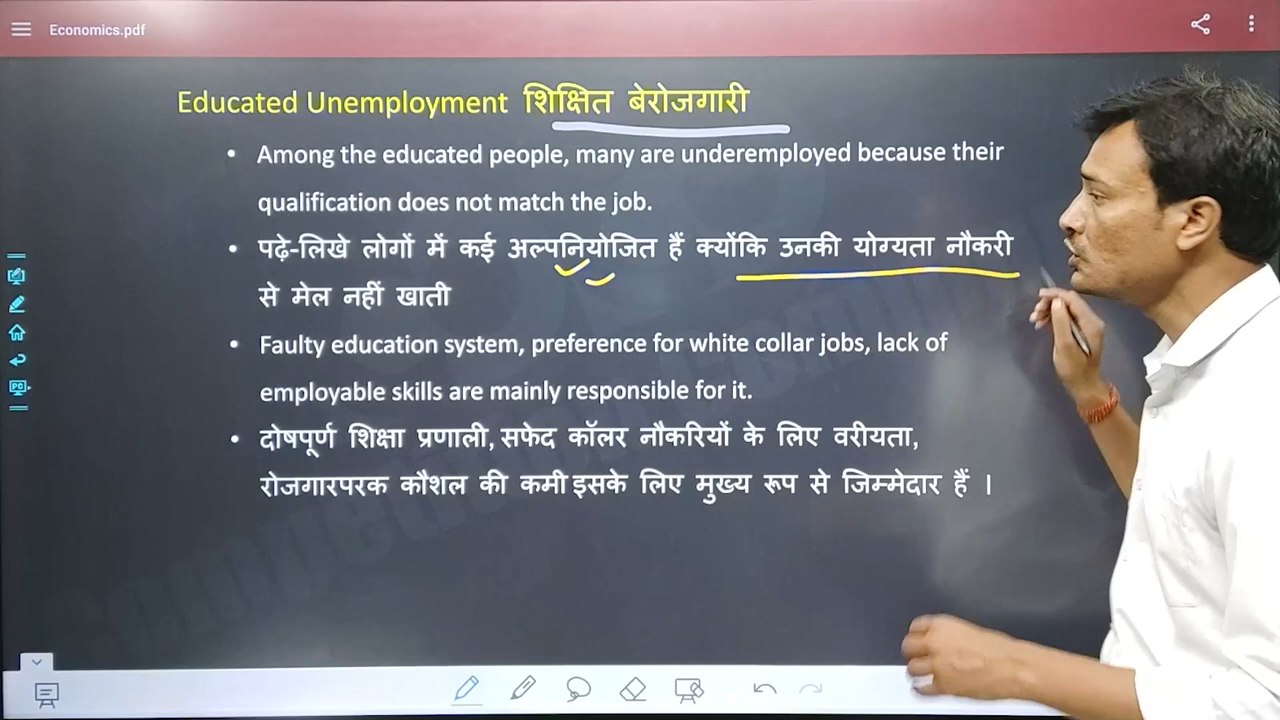 Economics.pdf
Educated Unemployment शिक्षित बेरोजगारी
• Among the educated people, many are underemployed because their
qualification does not match the job.
• पढ़े-लिखे लोगों में कई अल्पनियोजित हैं क्योंकि उनकी योग्यता नौकरी
से मेल नहीं खाती
• Faulty education system, preference for white collar jobs, lack of
employable skills are mainly responsible for it.
• दोषपूर्ण शिक्षा प्रणाली, सफेद कॉलर नौकरियों के लिए वरीयता,
रोजगारपरक कौशल की कमी इसके लिए मुख्य रूप से जिम्मेदार हैं ।
PC